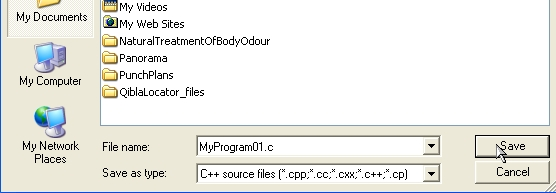 My Documents
My Computer
My Network
Places
My Videos
My Web Sites
NaturalTreatmentOfBodyOdour
Panorama
PunchPlans
QiblaLocator_files
File name:
MyProgram01.c
Save
Save as type:
C++ source files (*.cpp;*.cc;*.cxx;*.c++;*.cp)
Cancel